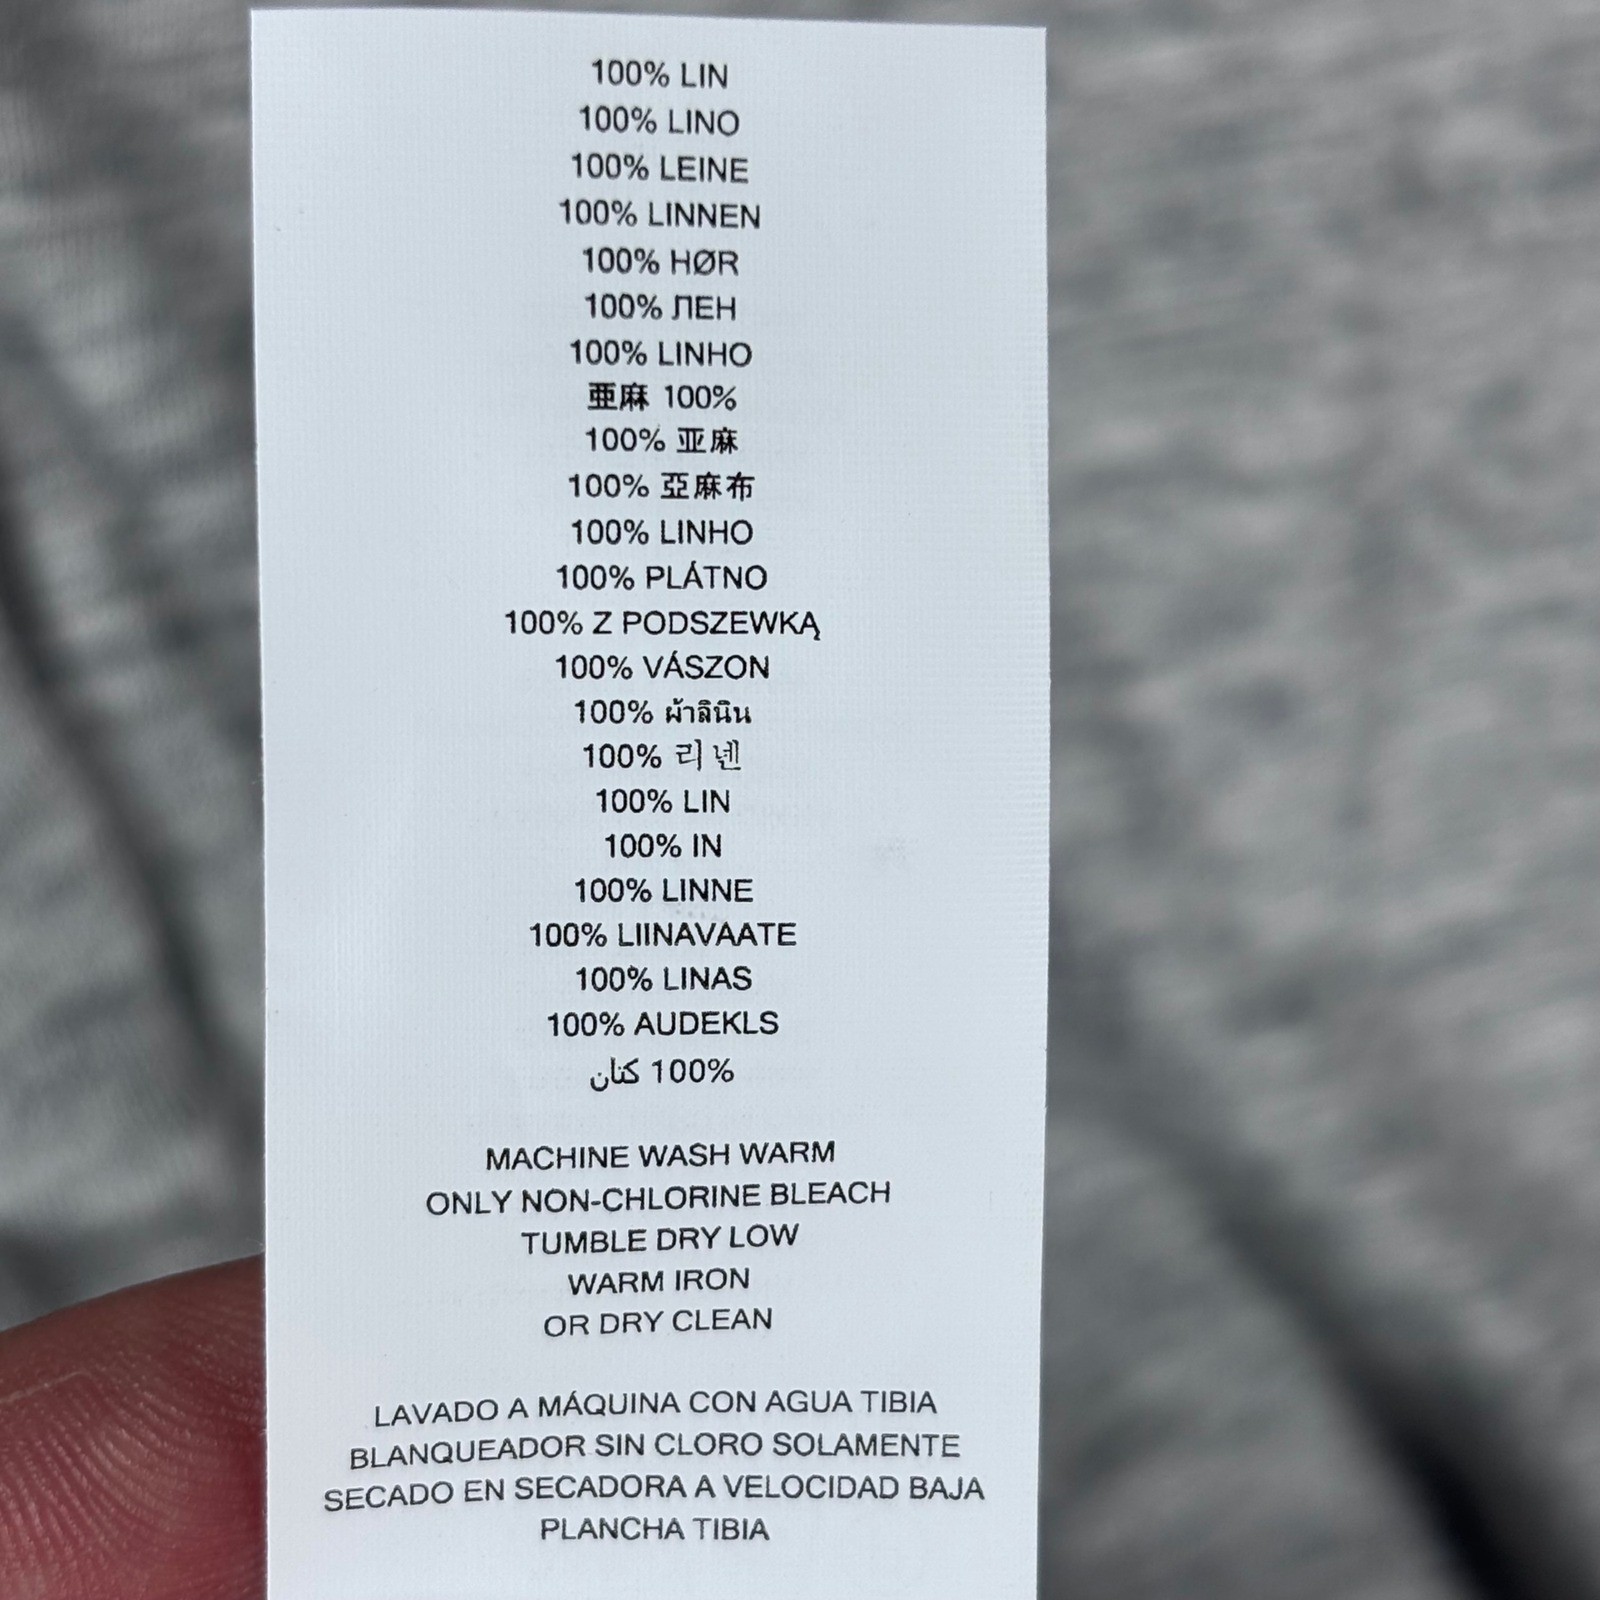 100% LIN
100% LINO
100% LEINE
100% LINNEN
100% HØR
100% ЛЕН
100% LINHO
亜麻 100%
100% 亚麻
100% 亞麻布
100% LINHO
100% PLÁTNO
100% Z PODSZEWKĄ
100% VÁSZON
100% ผ้าลินิน
100% 리넨
100% LIN
100% IN
100% LINNE
100% LIINAVAATE
100% LINAS
100% AUDEKLS
100% كتان
MACHINE WASH WARM
ONLY NON-CHLORINE BLEACH
TUMBLE DRY LOW
WARM IRON
OR DRY CLEAN
LAVADO A MÁQUINA CON AGUA TIBIA
BLANQUEADOR SIN CLORO SOLAMENTE
SECADO EN SECADORA A VELOCIDAD BAJA
PLANCHA TIBIA